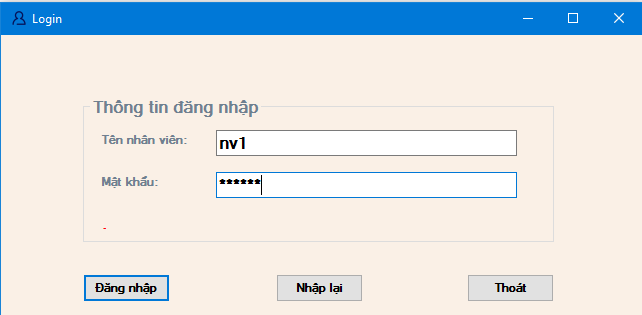 Login
Thông tin đăng nhập
Tên nhân viên: nv1
Mật khẩu: ******
-
Đăng nhập Nhập lại Thoát